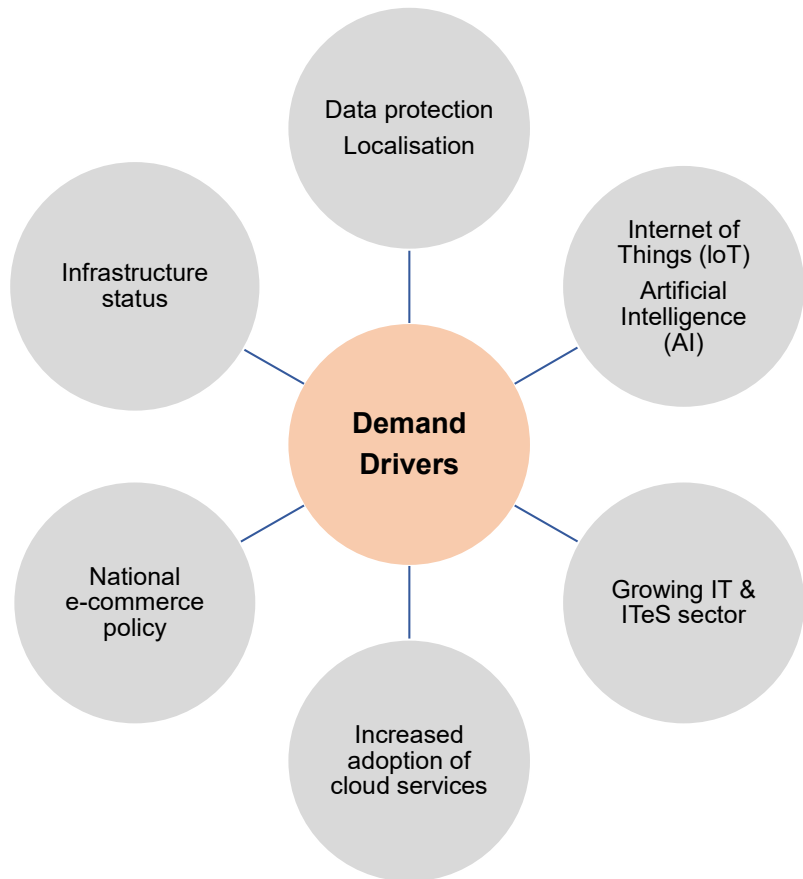 Data protection
Localisation
Internet of
Things (IoT)
Artificial
Intelligence
(AI)
Infrastructure
status
Demand
Drivers
National
e-commerce
policy
Growing IT &
ITeS sector
Increased
adoption of
cloud services